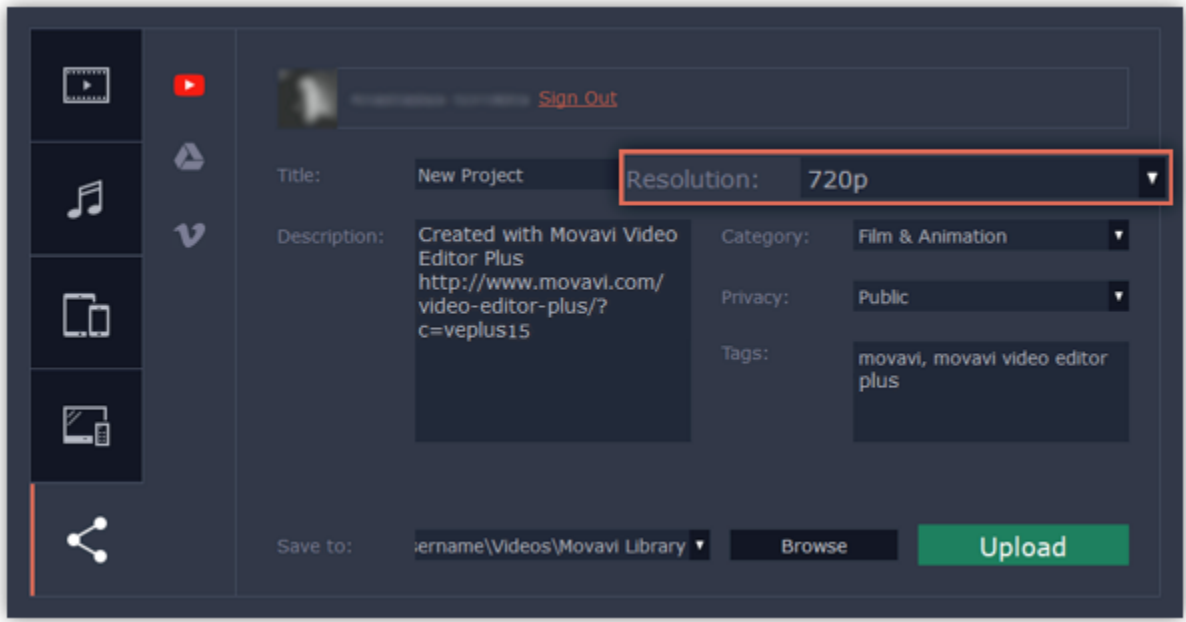 Sign Out
Title:
New Project
Resolution:
720p
Description:
Created with Movavi Video
Editor Plus
http://www.movavi.com/
video-editor-plus/?
c=veplus15
Category:
Film & Animation
Privacy:
Public
Tags:
movavi, movavi video editor
plus
Save to:
sername\Videos\Movavi Library
Browse
Upload